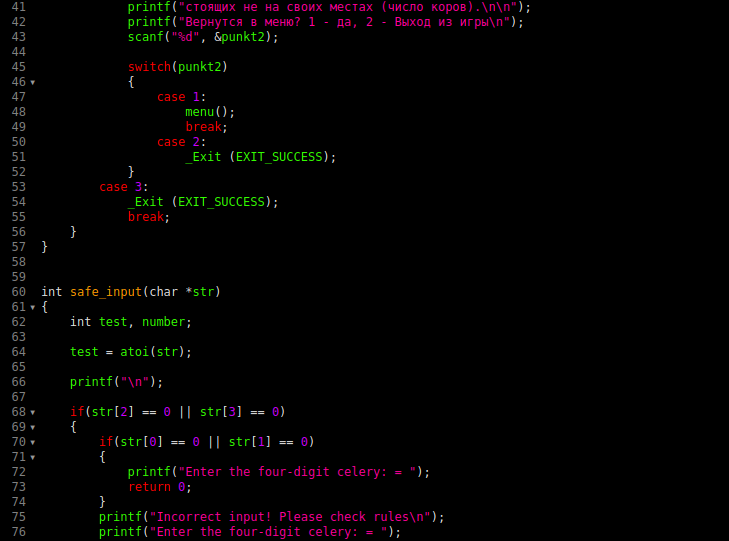 41             printf("стоящих не на своих местах (число коров).\n\n");
42             printf("Вернутся в меню? 1 - да, 2 - Выход из игры\n");
43             scanf("%d", &punkt2);
44
45             switch(punkt2)
46             {
47                 case 1:
48                     menu();
49                     break;
50                 case 2:
51                     _Exit (EXIT_SUCCESS);
52             }
53         case 3:
54             _Exit (EXIT_SUCCESS);
55             break;
56     }
57 }
58
59
60 int safe_input(char *str)
61 {
62     int test, number;
63
64     test = atoi(str);
65
66     printf("\n");
67
68     if(str[2] == 0 || str[3] == 0)
69     {
70         if(str[0] == 0 || str[1] == 0)
71         {
72             printf("Enter the four-digit celery: = ");
73             return 0;
74         }
75         printf("Incorrect input! Please check rules\n");
76         printf("Enter the four-digit celery: = ");